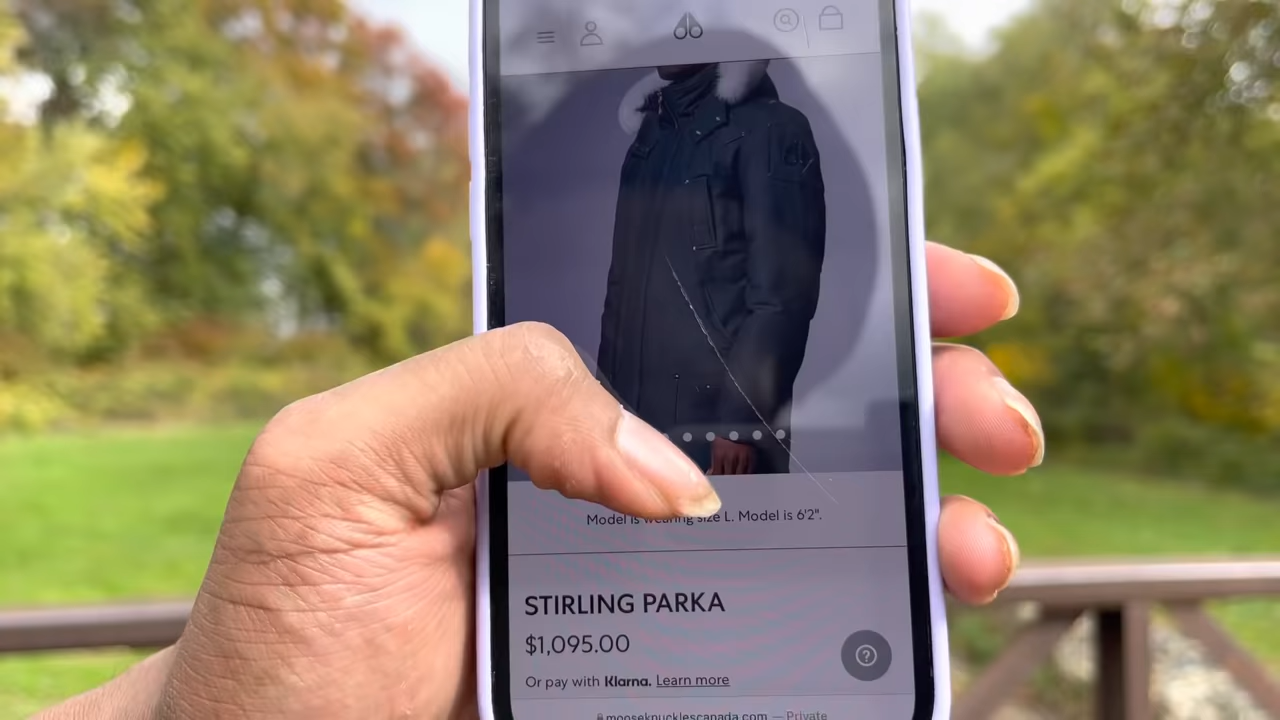 Model is wearing size L. Model is 6'2".
STIRLING PARKA
$1,095.00
Or pay with Klarna. Learn more
mooseknucklescanada.com — Private